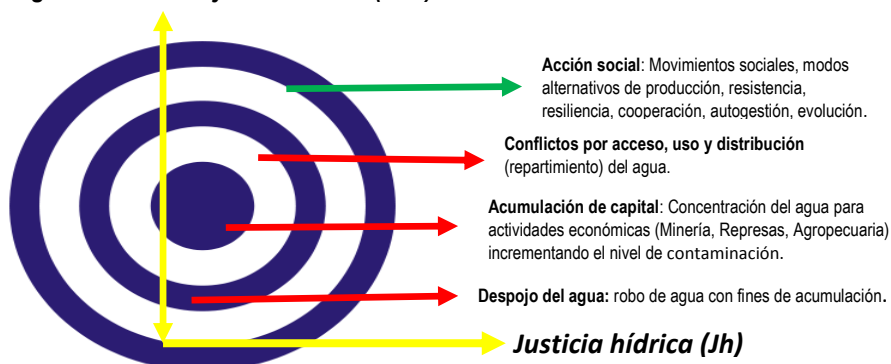 Acción social: Movimientos sociales, modos
alternativos de producción, resistencia,
resiliencia, cooperación, autogestión, evolución.
Conflictos por acceso, uso y distribución
(repartimiento) del agua.
Acumulación de capital: Concentración del agua para
actividades económicas (Minería, Represas, Agropecuaria)
incrementando el nivel de contaminación.
Despojo del agua: robo de agua con fines de acumulación.
Justicia hídrica (Jh)